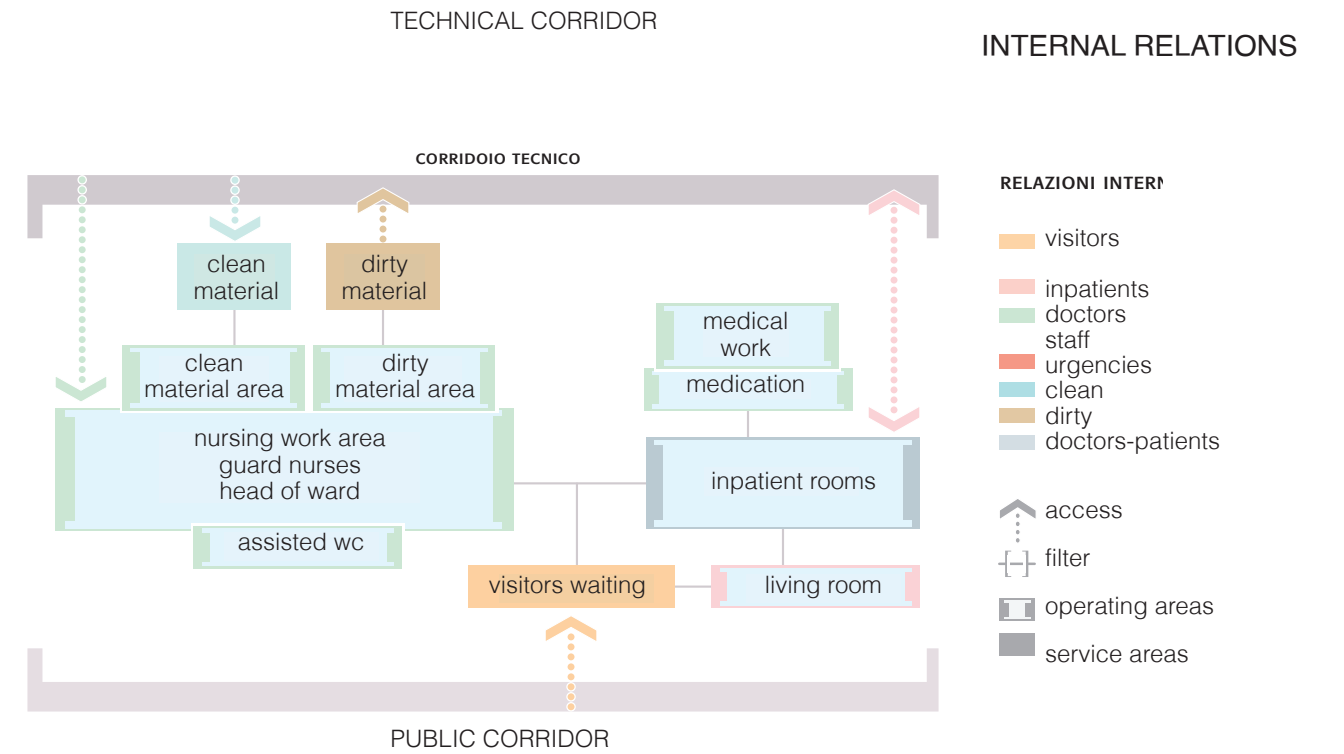 TECHNICAL CORRIDOR
INTERNAL RELATIONS
CORRIDOIO TECNICO
RELAZIONI INTERN
clean
material
dirty
material
clean
material area
dirty
material area
medical
work
medication
nursing work area
guard nurses
head of ward
inpatient rooms
assisted wc
visitors waiting
living room
PUBLIC CORRIDOR
visitors
inpatients
doctors
staff
urgencies
clean
dirty
doctors-patients
access
filter
operating areas
service areas